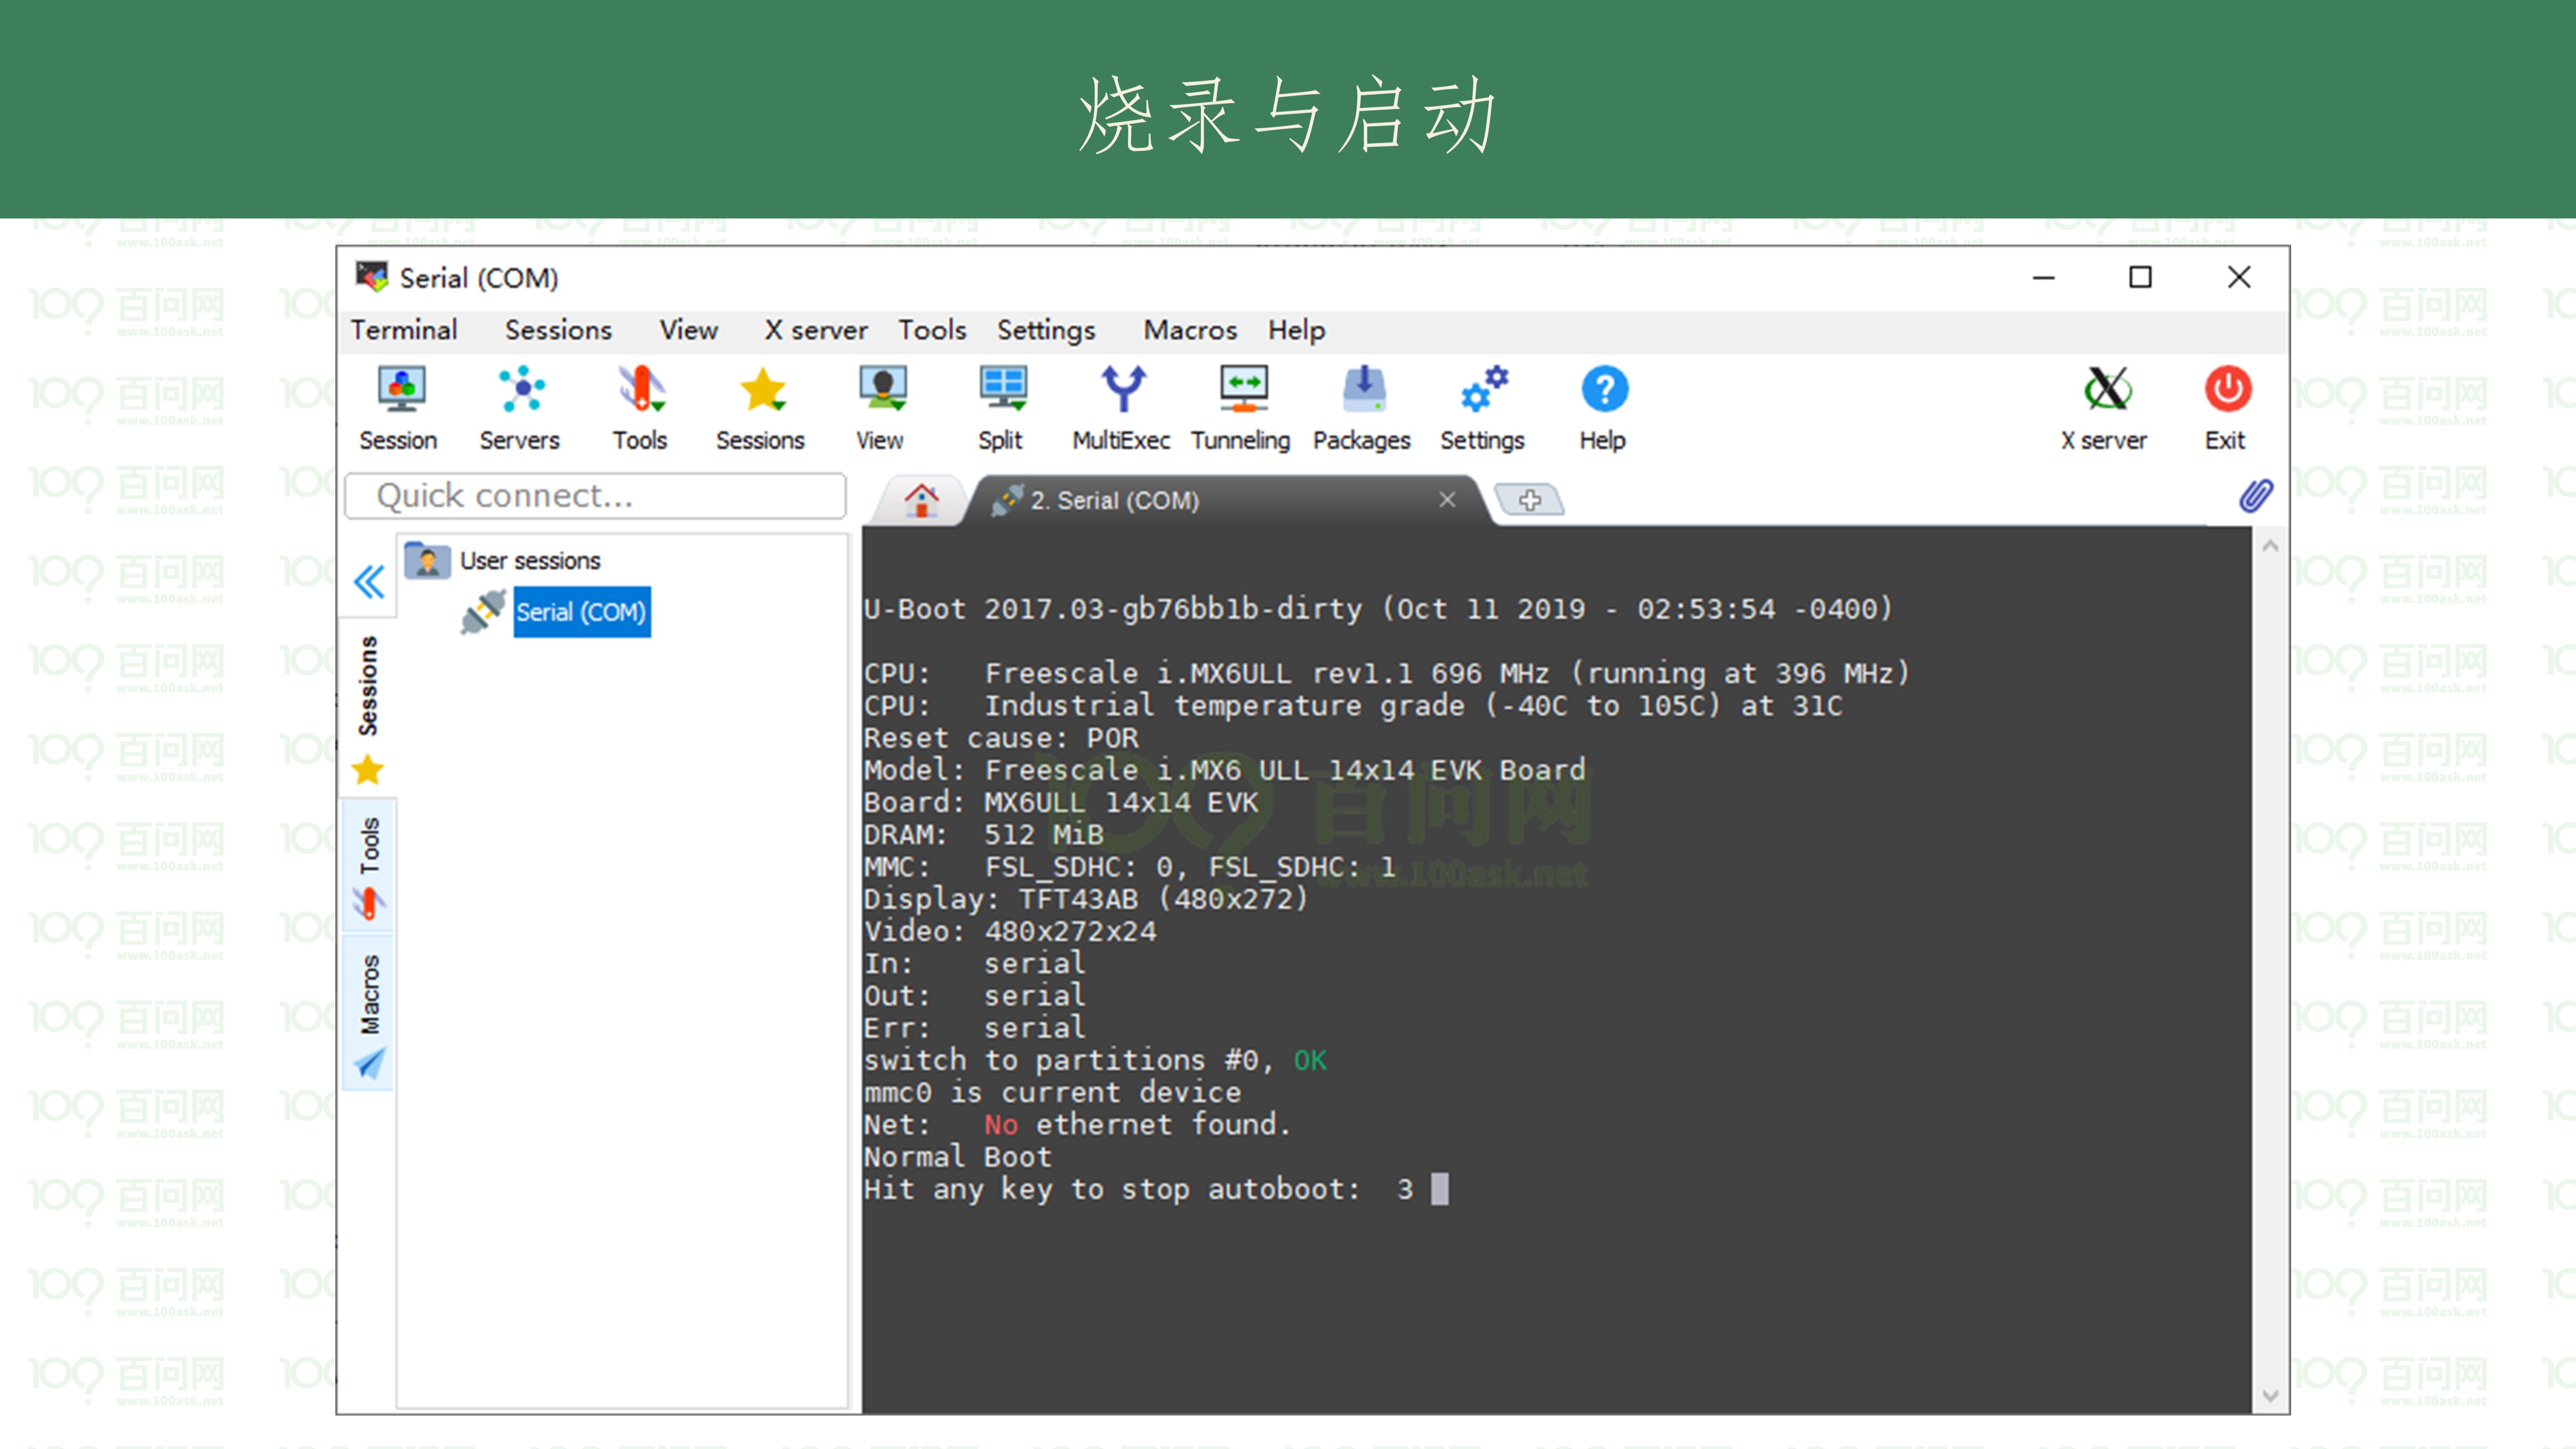 烧录与启动
Serial (COM)
Terminal Sessions View X server Tools Settings Macros Help
Session Servers Tools Sessions View Split MultiExec Tunneling Packages Settings Help X server Exit
Quick connect...
2. Serial (COM)
User sessions
Serial (COM)
Sessions
Tools
Macros
U-Boot 2017.03-gb76bb1b-dirty (Oct 11 2019 - 02:53:54 -0400)
CPU:   Freescale i.MX6ULL rev1.1 696 MHz (running at 396 MHz)
CPU:   Industrial temperature grade (-40C to 105C) at 31C
Reset cause: POR
Model: Freescale i.MX6 ULL 14x14 EVK Board
Board: MX6ULL 14x14 EVK
DRAM:  512 MiB
MMC:   FSL_SDHC: 0, FSL_SDHC: 1
Display: TFT43AB (480x272)
Video: 480x272x24
In:    serial
Out:   serial
Err:   serial
switch to partitions #0, OK
mmc0 is current device
Net:   No ethernet found.
Normal Boot
Hit any key to stop autoboot:  3
百问网
www.100ask.net